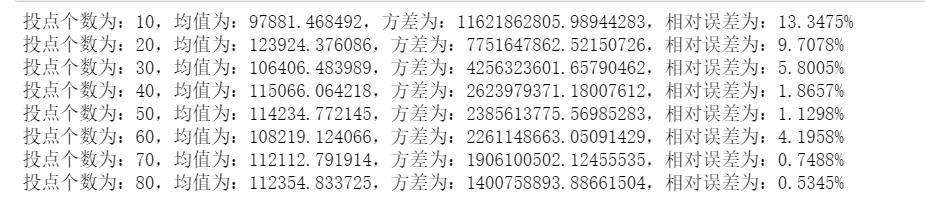 投点个数为: 10, 均值为: 97881.468492, 方差为: 11621862805.98944283, 相对误差为: 13.3475%
投点个数为: 20, 均值为: 123924.376086, 方差为: 7751647862.52150726, 相对误差为: 9.7078%
投点个数为: 30, 均值为: 106406.483989, 方差为: 4256323601.65790462, 相对误差为: 5.8005%
投点个数为: 40, 均值为: 115066.064218, 方差为: 2623979371.18007612, 相对误差为: 1.8657%
投点个数为: 50, 均值为: 114234.772145, 方差为: 2385613775.56985283, 相对误差为: 1.1298%
投点个数为: 60, 均值为: 108219.124066, 方差为: 2261148663.05091429, 相对误差为: 4.1958%
投点个数为: 70, 均值为: 112112.791914, 方差为: 1906100502.12455535, 相对误差为: 0.7488%
投点个数为: 80, 均值为: 112354.833725, 方差为: 1400758893.88661504, 相对误差为: 0.5345%